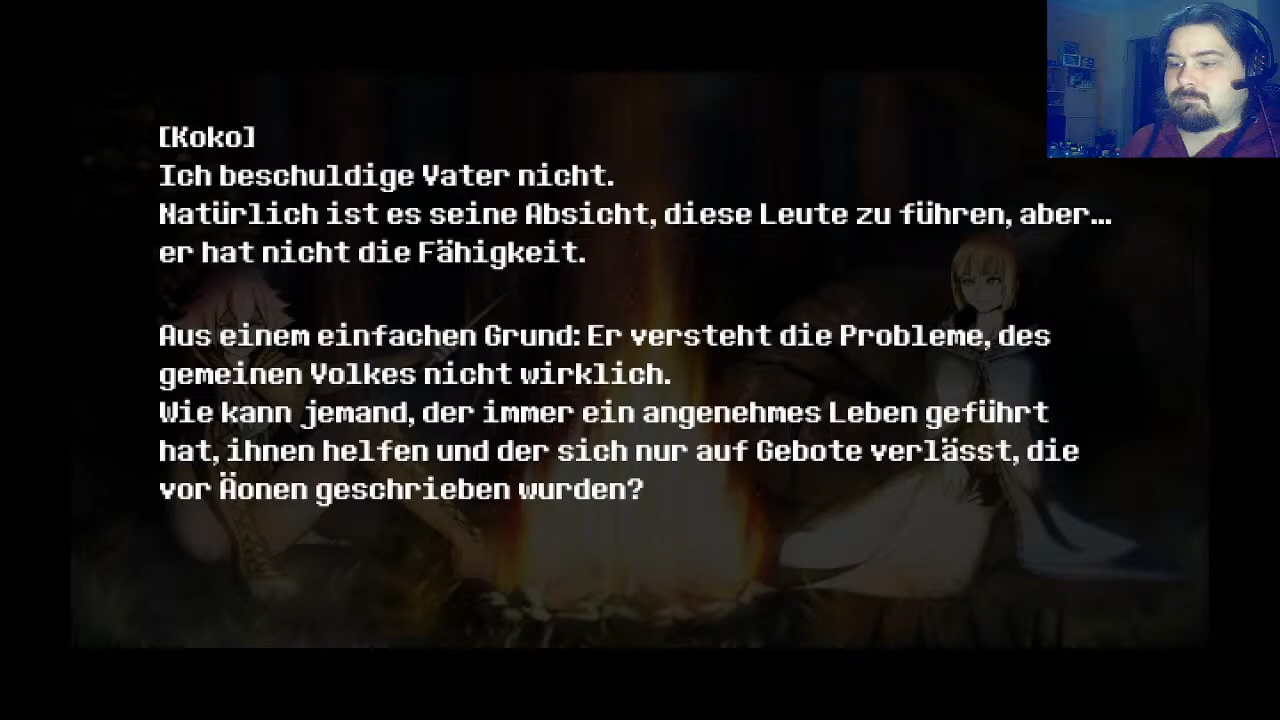 [Koko]
Ich beschuldige Vater nicht.
Natürlich ist es seine Absicht, diese Leute zu führen, aber...
er hat nicht die Fähigkeit.
Aus einem einfachen Grund: Er versteht die Probleme, des
gemeinen Volkes nicht wirklich.
Wie kann jemand, der immer ein angenehmes Leben geführt
hat, ihnen helfen und der sich nur auf Gebote verlässt, die
vor Äonen geschrieben wurden?